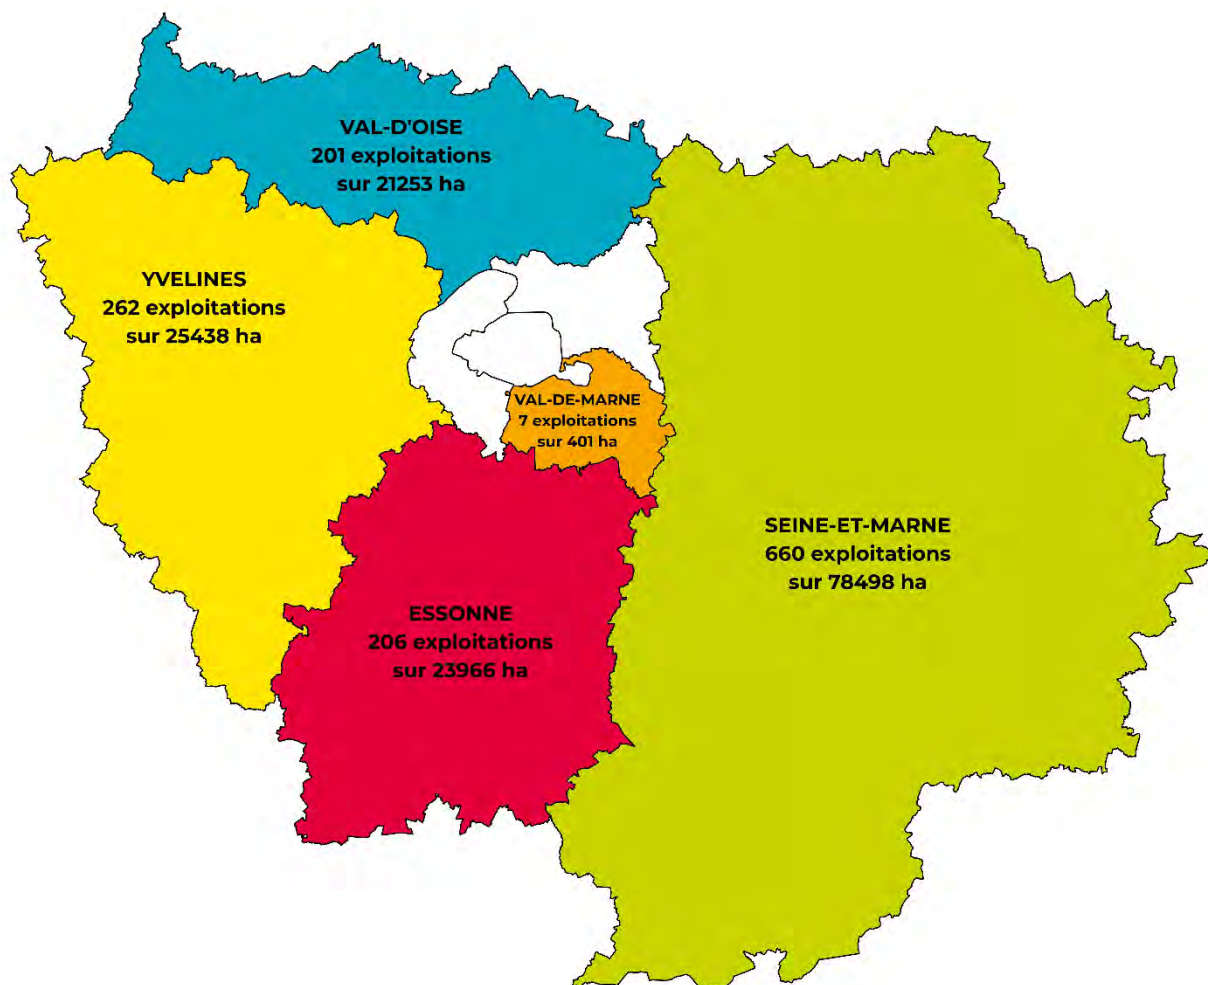 VAL-D'OISE
201 exploitations
sur 21253 ha
YVELINES
262 exploitations
sur 25438 ha
VAL-DE-MARNE
7 exploitations
sur 401 ha
SEINE-ET-MARNE
660 exploitations
sur 78498 ha
ESSONNE
206 exploitations
sur 23966 ha